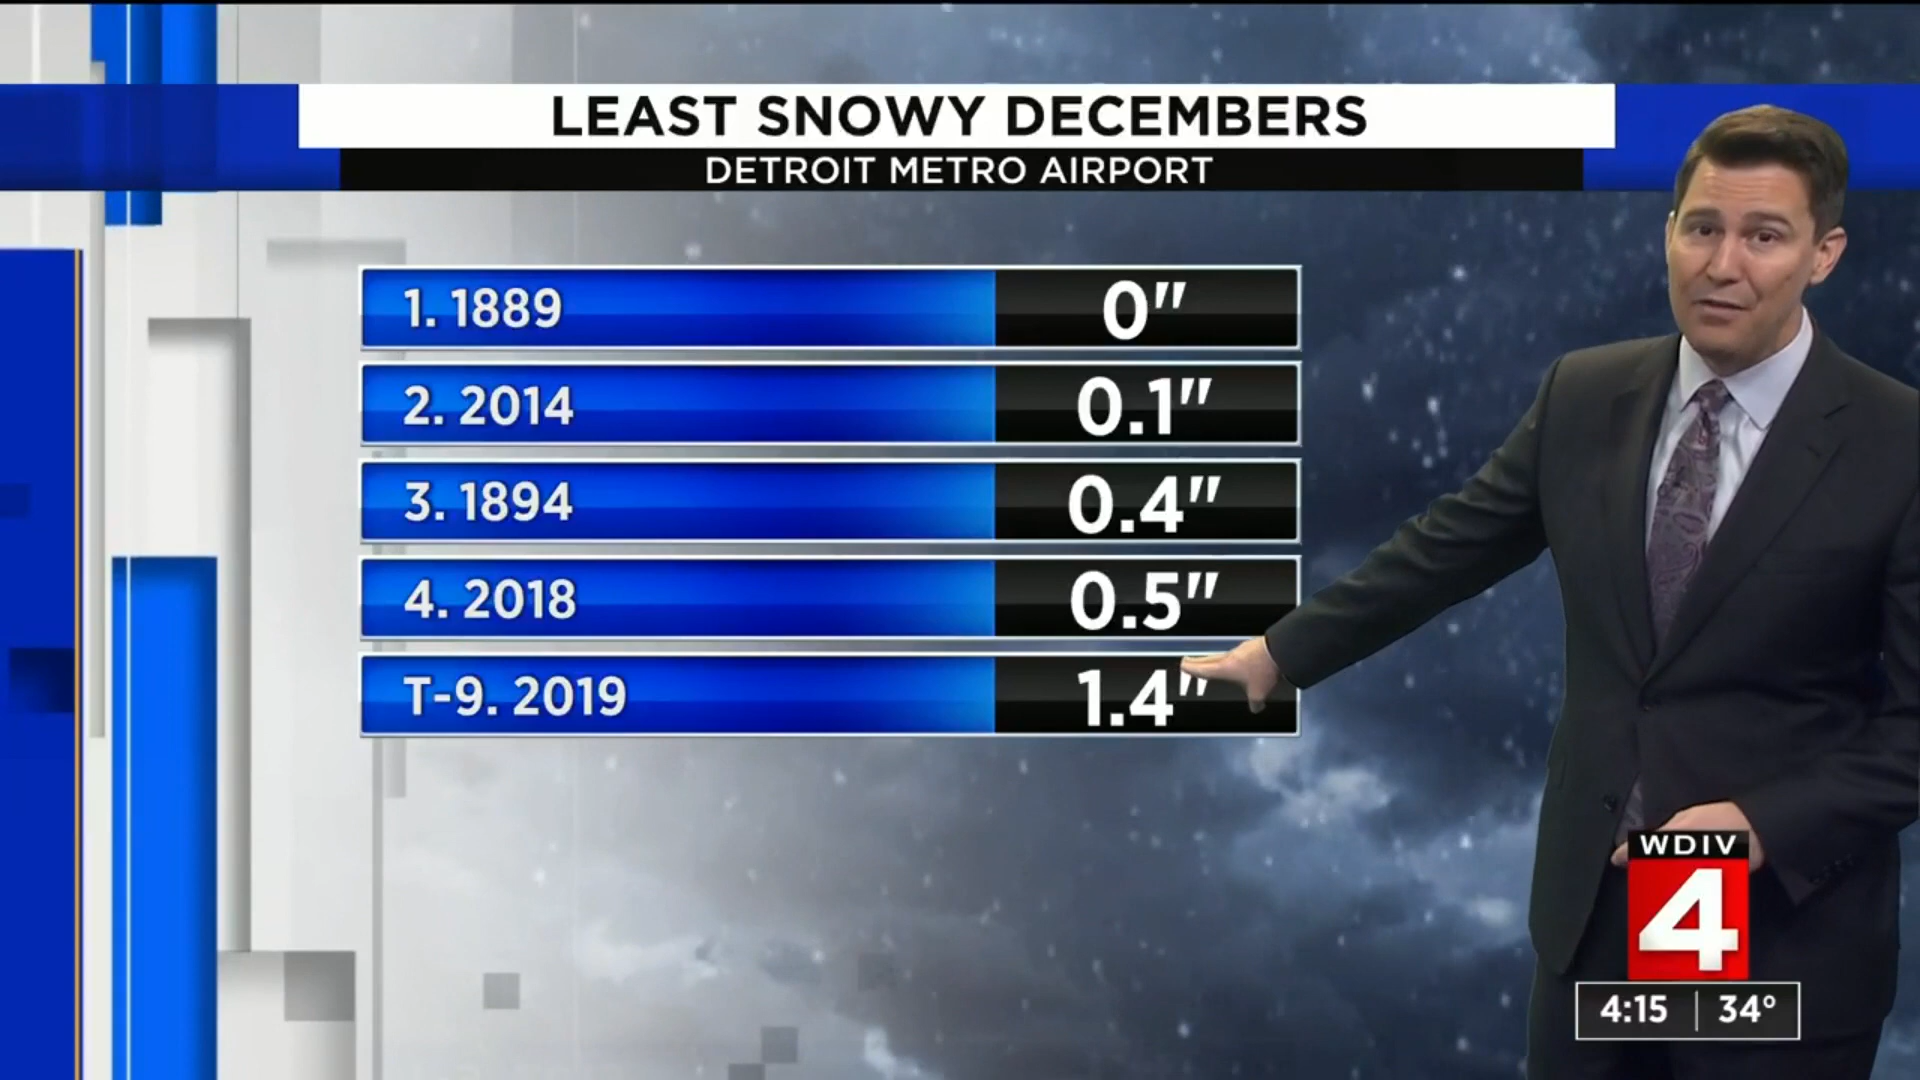 LEAST SNOWY DECEMBERS
DETROIT METRO AIRPORT
1. 1889 0"
2. 2014 0.1"
3. 1894 0.4"
4. 2018 0.5"
T-9. 2019 1.4"
WDIV
4
4:15 34°